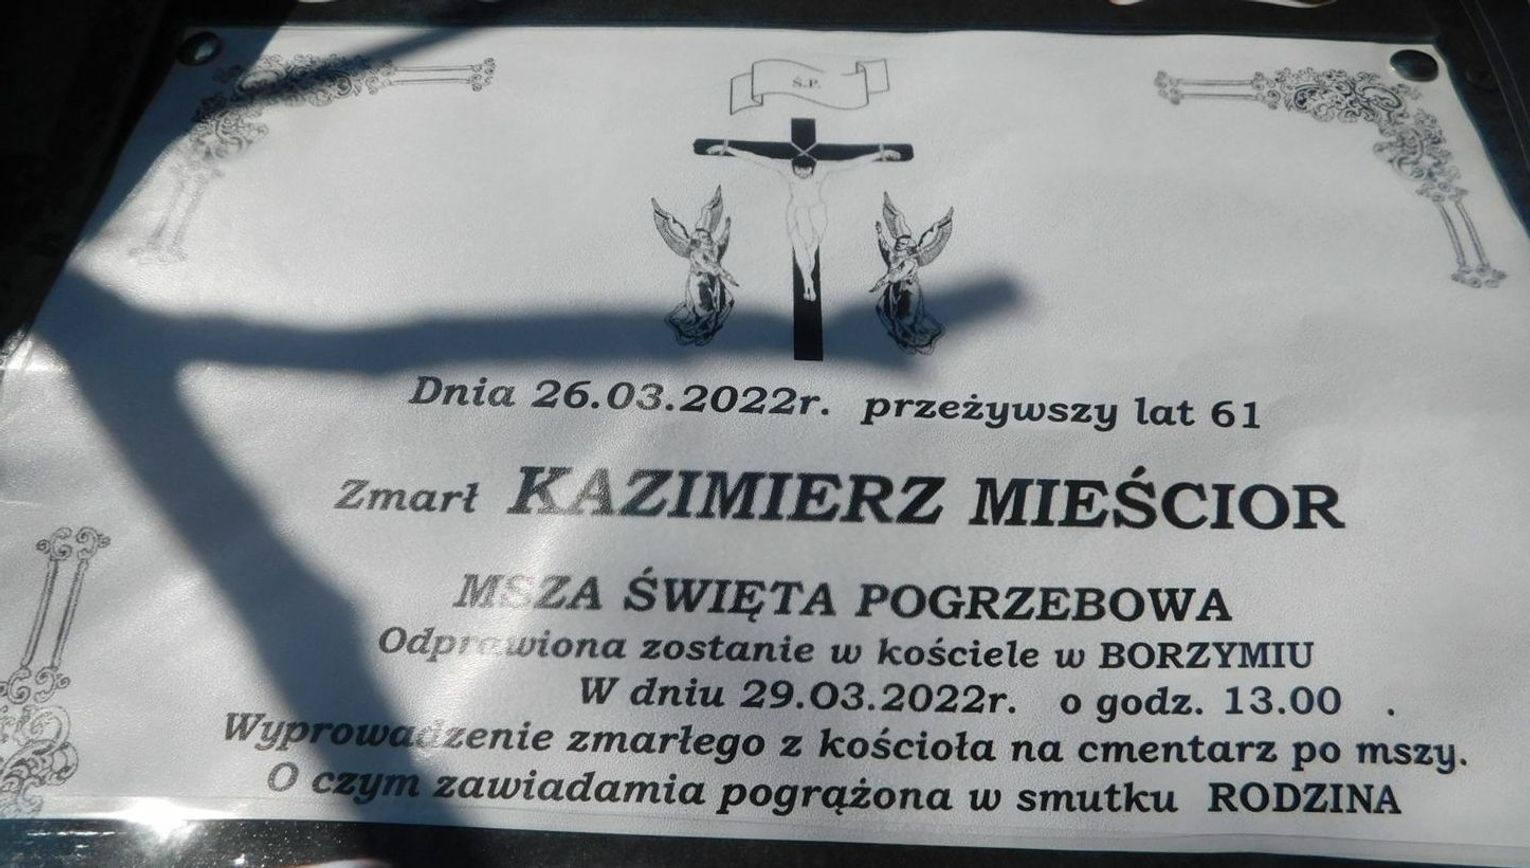 Ś.P.
Dnia 26.03.2022r. przeżywszy lat 61
Zmarł KAZIMIERZ MIEŚCIOR
MSZA ŚWIĘTA POGRZEBOWA
Odprawiona zostanie w kościele w BORZYMIU
W dniu 29.03.2022r. o godz. 13.00 .
Wyprowadzenie zmarłego z kościoła na cmentarz po mszy.
O czym zawiadamia pogrążona w smutku RODZINA